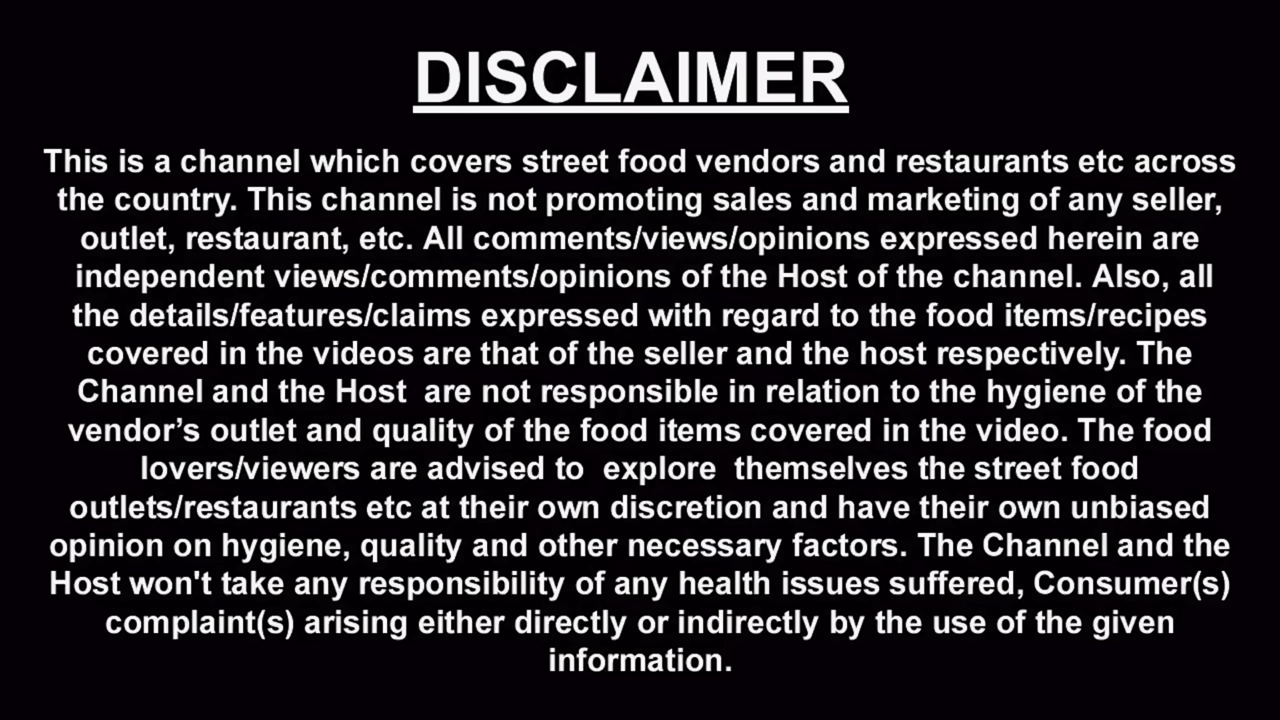 DISCLAIMER
This is a channel which covers street food vendors and restaurants etc across
the country. This channel is not promoting sales and marketing of any seller,
outlet, restaurant, etc. All comments/views/opinions expressed herein are
independent views/comments/opinions of the Host of the channel. Also, all
the details/features/claims expressed with regard to the food items/recipes
covered in the videos are that of the seller and the host respectively. The
Channel and the Host  are not responsible in relation to the hygiene of the
vendor’s outlet and quality of the food items covered in the video. The food
lovers/viewers are advised to  explore  themselves the street food
outlets/restaurants etc at their own discretion and have their own unbiased
opinion on hygiene, quality and other necessary factors. The Channel and the
Host won't take any responsibility of any health issues suffered, Consumer(s)
complaint(s) arising either directly or indirectly by the use of the given
information.